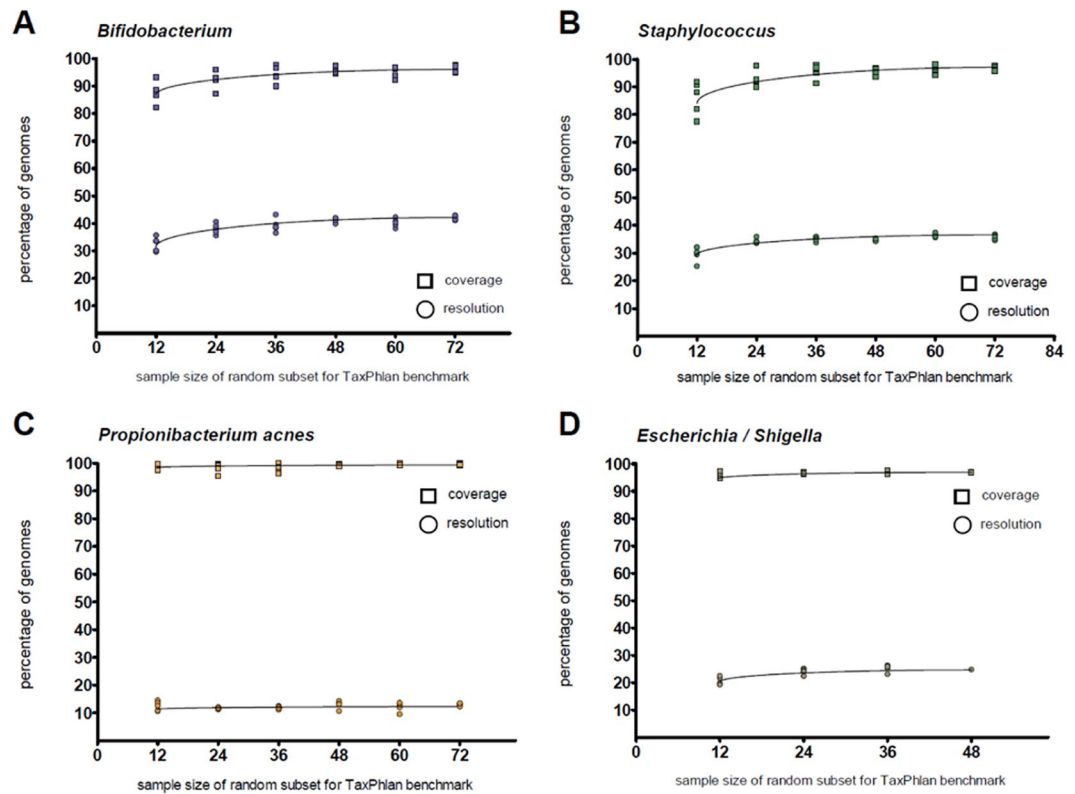 A
Bifidobacterium
percentage of genomes
100
90
80
70
60
50
40
30
20
10
0 12 24 36 48 60 72
coverage
resolution
sample size of random subset for TaxPhlan benchmark
B
Staphylococcus
percentage of genomes
100
90
80
70
60
50
40
30
20
10
0 12 24 36 48 60 72 84
coverage
resolution
sample size of random subset for TaxPhlan benchmark
C
Propionibacterium acnes
percentage of genomes
100
90
80
70
60
50
40
30
20
10
0 12 24 36 48 60 72
coverage
resolution
sample size of random subset for TaxPhlan benchmark
D
Escherichia / Shigella
percentage of genomes
100
90
80
70
60
50
40
30
20
10
0 12 24 36 48
coverage
resolution
sample size of random subset for TaxPhlan benchmark